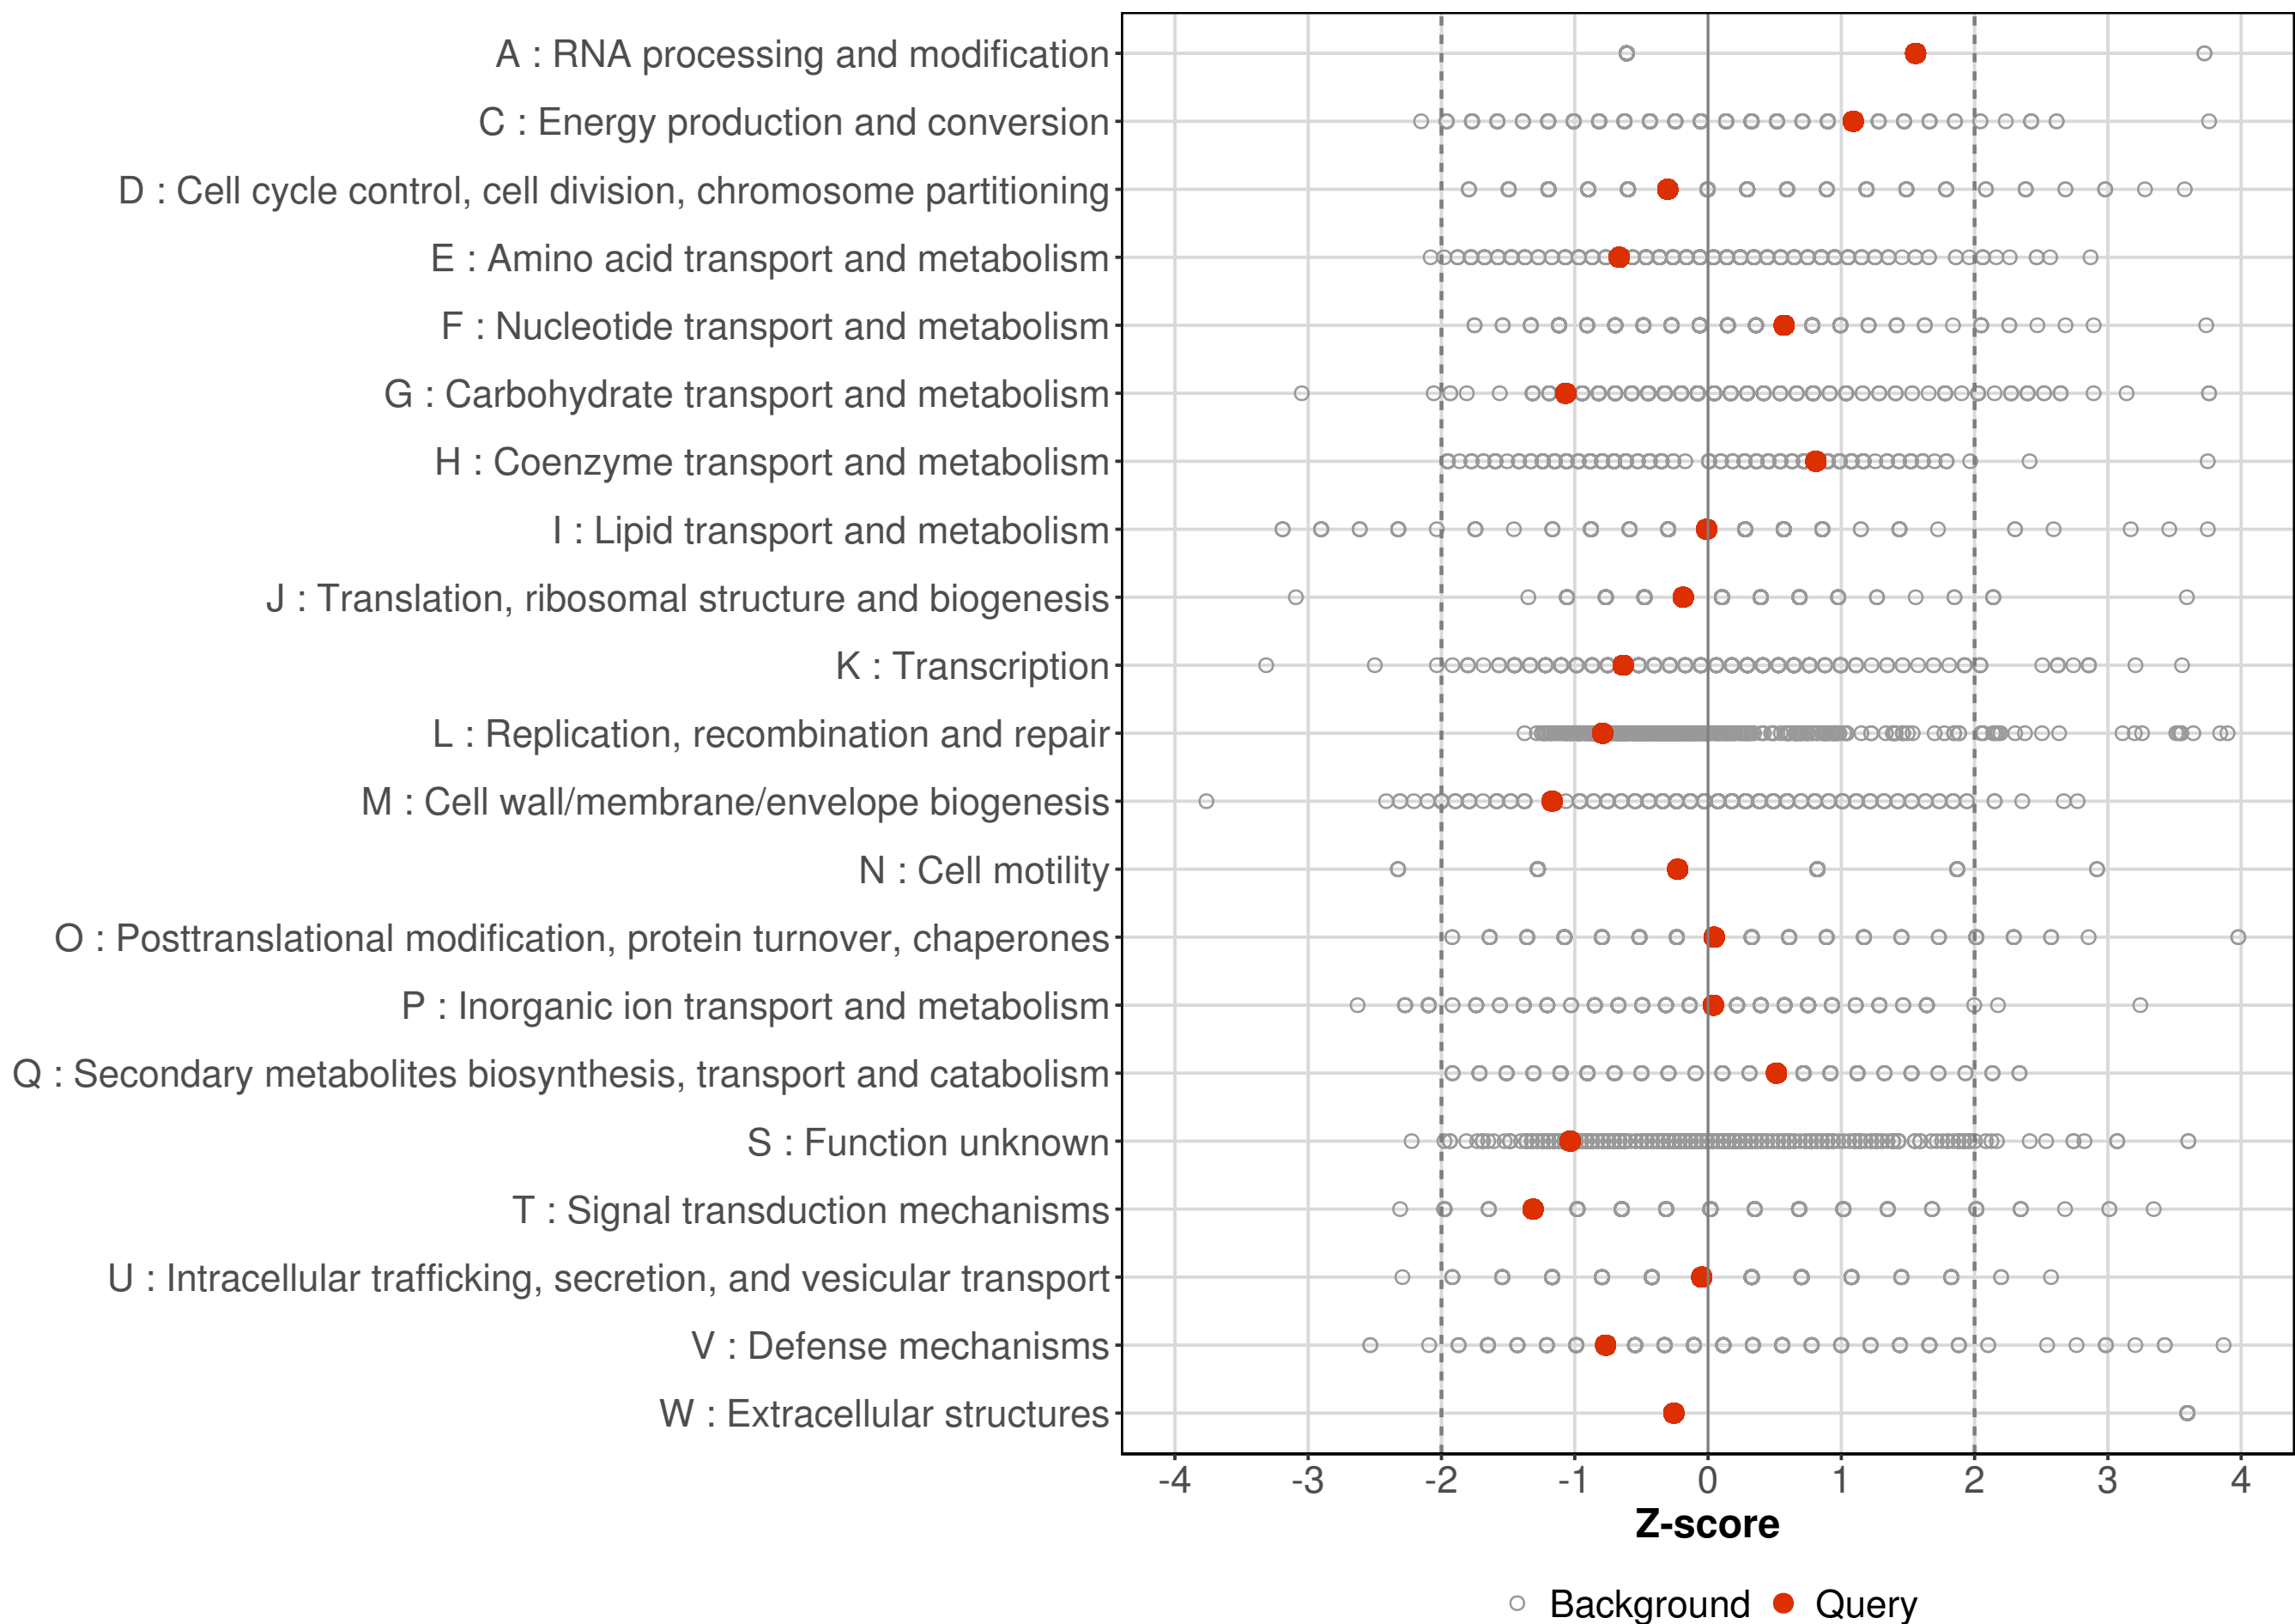 A : RNA processing and modification
C : Energy production and conversion
D : Cell cycle control, cell division, chromosome partitioning
E : Amino acid transport and metabolism
F : Nucleotide transport and metabolism
G : Carbohydrate transport and metabolism
H : Coenzyme transport and metabolism
I : Lipid transport and metabolism
J : Translation, ribosomal structure and biogenesis
K : Transcription
L : Replication, recombination and repair
M : Cell wall/membrane/envelope biogenesis
N : Cell motility
O : Posttranslational modification, protein turnover, chaperones
P : Inorganic ion transport and metabolism
Q : Secondary metabolites biosynthesis, transport and catabolism
S : Function unknown
T : Signal transduction mechanisms
U : Intracellular trafficking, secretion, and vesicular transport
V : Defense mechanisms
W : Extracellular structures
-4 -3 -2 -1 0 1 2 3 4
Z-score
Background Query